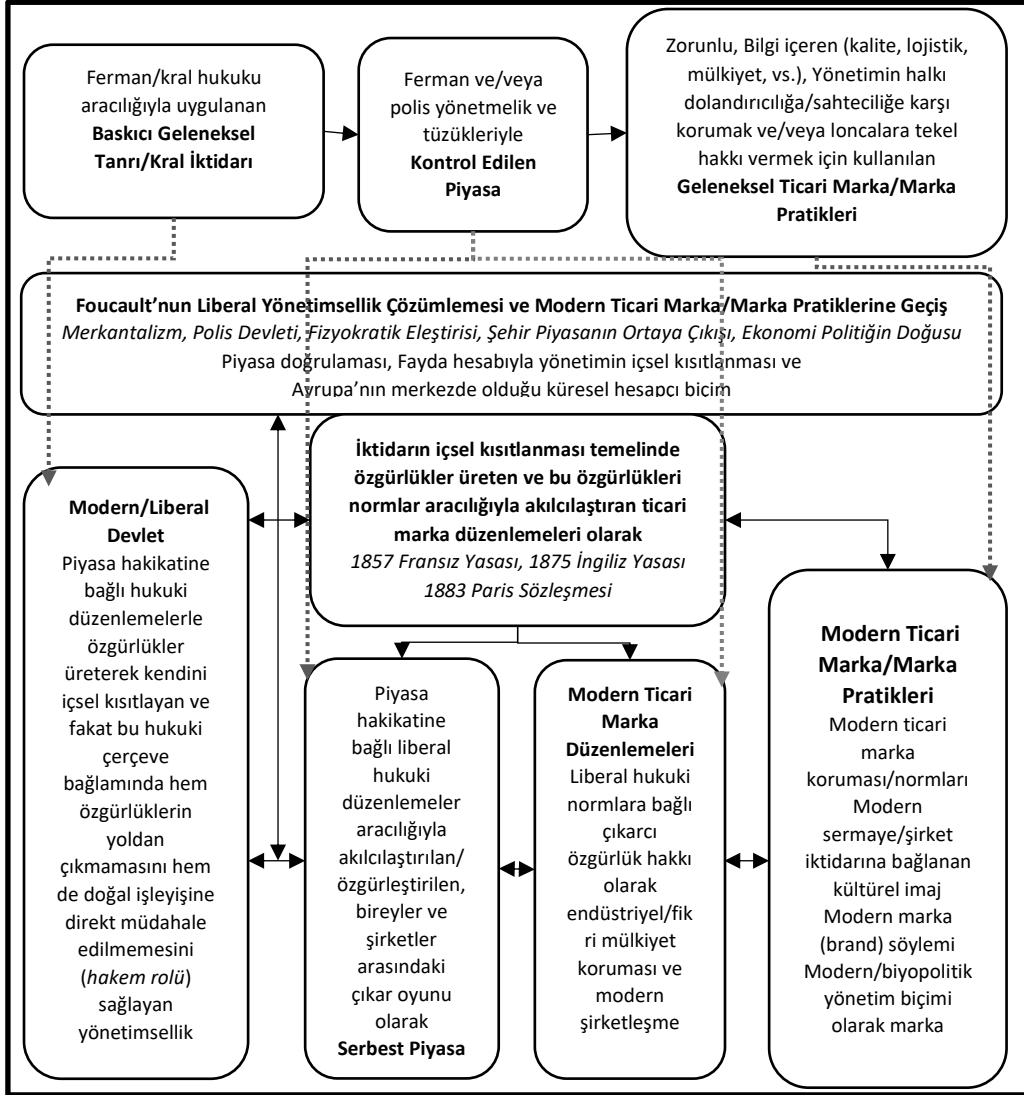 Ferman/kral hukuku
aracılığıyla uygulanan
Baskıcı Geleneksel
Tanrı/Kral İktidarı
Ferman ve/veya
polis yönetmelik ve
tüzükleriyle
Kontrol Edilen
Piyasa
Zorunlu, Bilgi içeren (kalite, lojistik,
mülkiyet, vs.), Yönetimin halkı
dolandırıcılığa/sahteciliğe karşı
korumak ve/veya loncalara tekel
hakkı vermek için kullanılan
Geleneksel Ticari Marka/Marka
Pratikleri
Foucault’nun Liberal Yönetimsellik Çözümlemesi ve Modern Ticari Marka/Marka Pratiklerine Geçiş
Merkantalizm, Polis Devleti, Fizyokratik Eleştirisi, Şehir Piyasanın Ortaya Çıkışı, Ekonomi Politiğin Doğusu
Piyasa doğrulaması, Fayda hesabıyla yönetimin içsel kısıtlanması ve
Avrupa’nın merkezde olduğu küresel hesapçı biçim
İktidarın içsel kısıtlanması temelinde
özgürlükler üreten ve bu özgürlükleri
normlar aracılığıyla akılcılaştıran ticari
marka düzenlemeleri olarak
1857 Fransız Yasası, 1875 İngiliz Yasası
1883 Paris Sözleşmesi
Modern/Liberal
Devlet
Piyasa hakikatine
bağlı hukuki
düzenlemelerle
özgürlükler
üreterek kendini
içsel kısıtlayan ve
fakat bu hukuki
çerçeve
bağlamında hem
özgürlüklerin
yoldan
çıkmamasını hem
de doğal işleyişine
direkt müdahale
edilmemesini
(hakem rolü)
sağlayan
yönetimsellik
Piyasa
hakikatine
bağlı liberal
hukuki
düzenlemeler
aracılığıyla
akılcılaştırılan/
özgürleştirilen,
bireyler ve
şirketler
arasındaki
çıkar oyunu
olarak
Serbest Piyasa
Modern Ticari
Marka
Düzenlemeleri
Liberal hukuki
normlara bağlı
çıkarcı
özgürlük hakkı
olarak
endüstriyel/fik
ri mülkiyet
koruması ve
modern
şirketleşme
Modern Ticari
Marka/Marka
Pratikleri
Modern ticari
marka
koruması/normları
Modern
sermaye/şirket
iktidarına bağlanan
kültürel imaj
Modern marka
(brand) söylemi
Modern/biyopolitik
yönetim biçimi
olarak marka